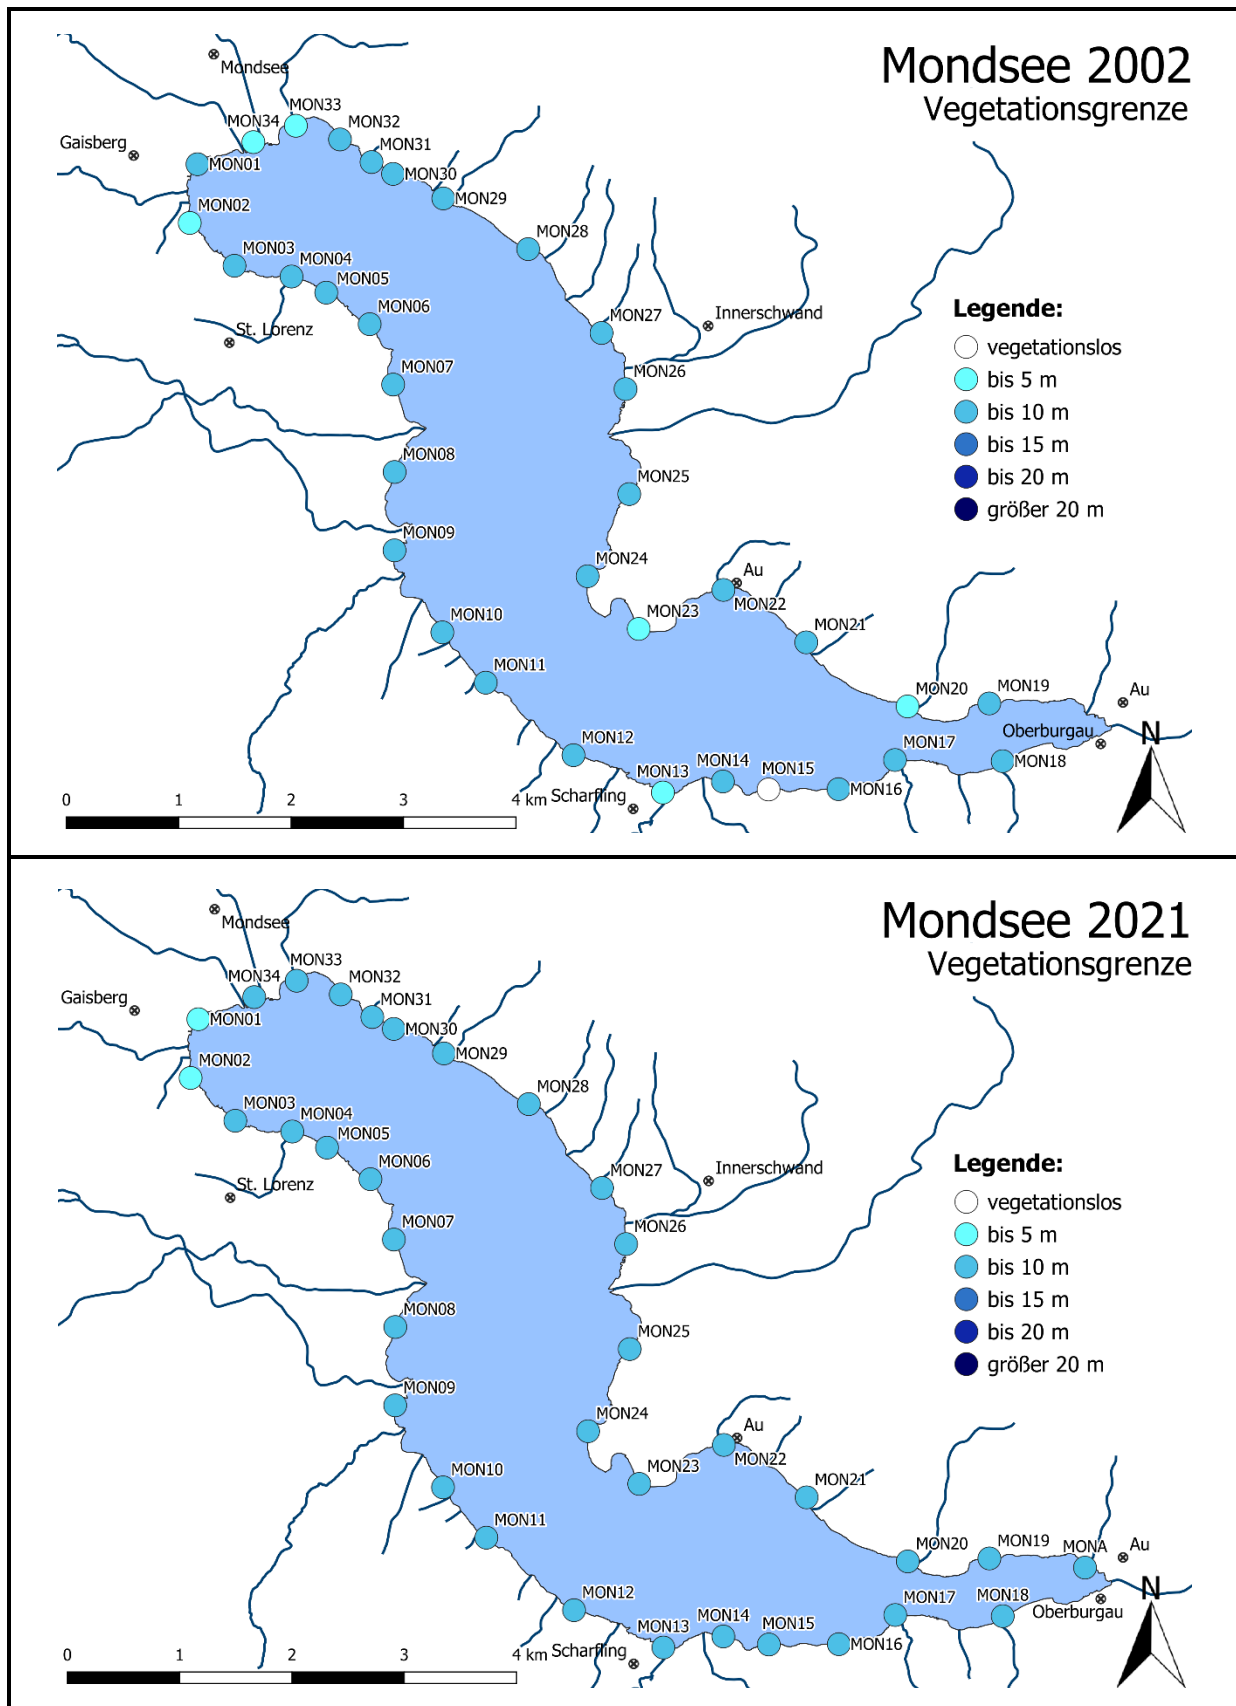 Mondsee 2002
Vegetationsgrenze
Mondsee
Gaisberg
MON33
MON34
MON32
MON31
MON01
MON30
MON29
MON02
MON28
MON03
MON04
MON05
MON06
MON27
Innerschwand
St. Lorenz
MON07
MON26
Legende:
vegetationslos
bis 5 m
bis 10 m
bis 15 m
bis 20 m
größer 20 m
MON08
MON25
MON09
MON24
Au
MON22
MON23
MON10
MON21
MON11
MON20
MON19
Au
Oberburgau
N
MON12
MON17
MON18
MON13
MON14
MON15
MON16
Scharfling
0 1 2 3 4 km
Mondsee 2021
Vegetationsgrenze
Mondsee
Gaisberg
MON33
MON34
MON32
MON31
MON01
MON30
MON29
MON02
MON28
MON03
MON04
MON05
MON06
MON27
Innerschwand
St. Lorenz
MON07
MON26
Legende:
vegetationslos
bis 5 m
bis 10 m
bis 15 m
bis 20 m
größer 20 m
MON08
MON25
MON09
MON24
Au
MON22
MON23
MON10
MON21
MON11
MON20
MON19
MONA
Au
Oberburgau
N
MON12
MON17
MON18
MON13
MON14
MON15
MON16
Scharfling
0 1 2 3 4 km